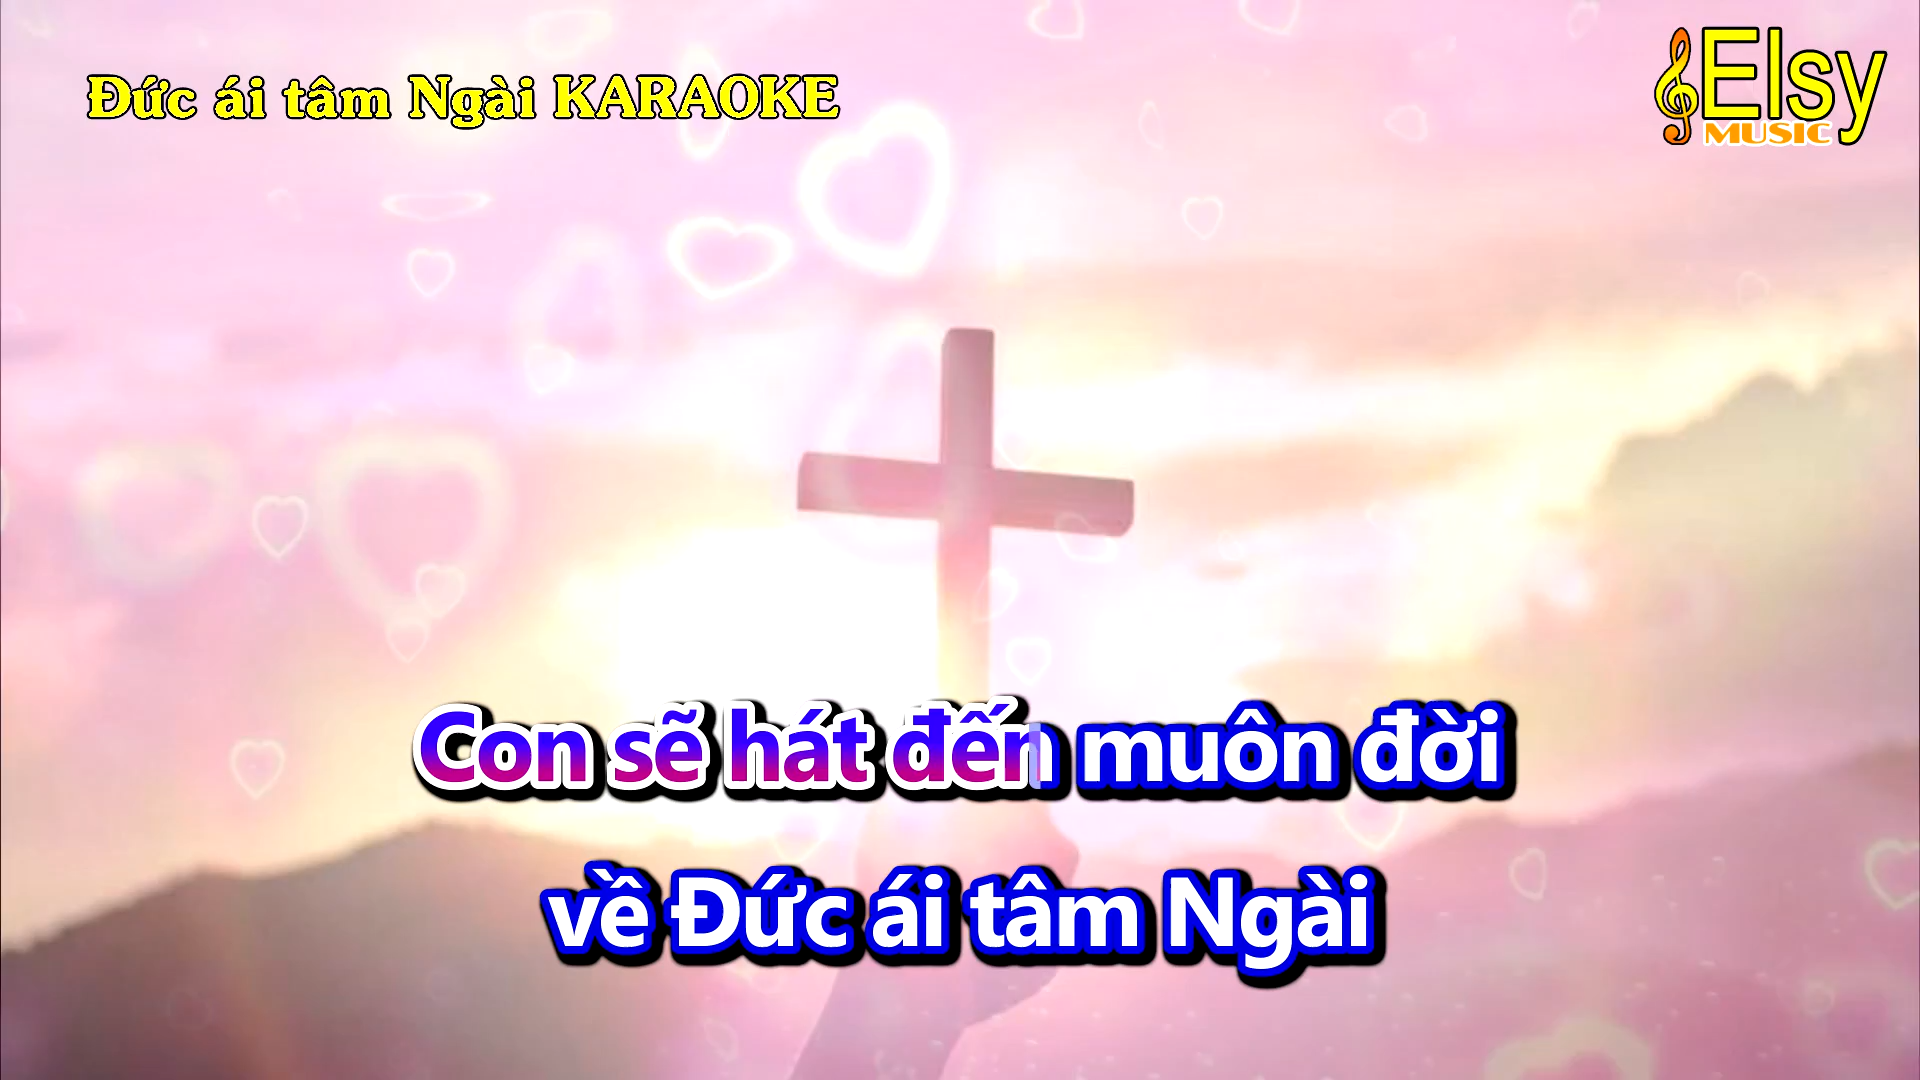 Đức ái tâm Ngài KARAOKE
Elsy
MUSIC
Con sẽ hát đến muôn đời
về Đức ái tâm Ngài